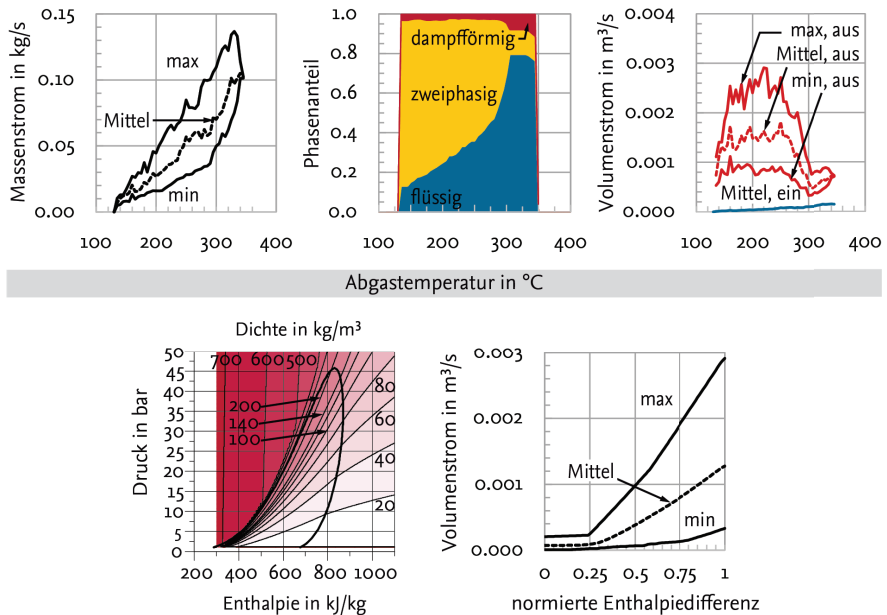 Massenstrom in kg/s
0.15
0.10
0.05
0.00
100
200
300
400
max
Mittel
min
Phasenanteil
1.0
0.8
0.6
0.4
0.2
0.0
100
200
300
400
dampfförmig
zweiphasig
flüssig
Volumenstrom in m³/s
0.004
0.003
0.002
0.001
0.000
100
200
300
400
max, aus
Mittel, aus
min, aus
Mittel, ein
Abgastemperatur in °C
Dichte in kg/m³
Druck in bar
50
45
40
35
30
25
20
15
10
5
0
700
600
500
200
140
100
80
60
40
20
200
400
600
800
1000
Enthalpie in kJ/kg
Volumenstrom in m³/s
0.003
0.002
0.001
0.000
max
Mittel
min
0
0.25
0.5
0.75
1
normierte Enthalpiedifferenz